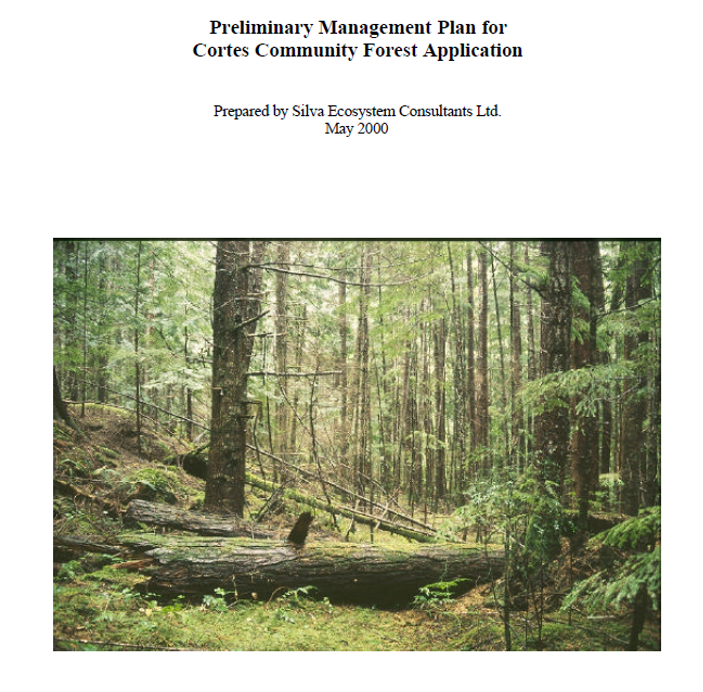 Preliminary Management Plan for
Cortes Community Forest Application
Prepared by Silva Ecosystem Consultants Ltd.
May 2000